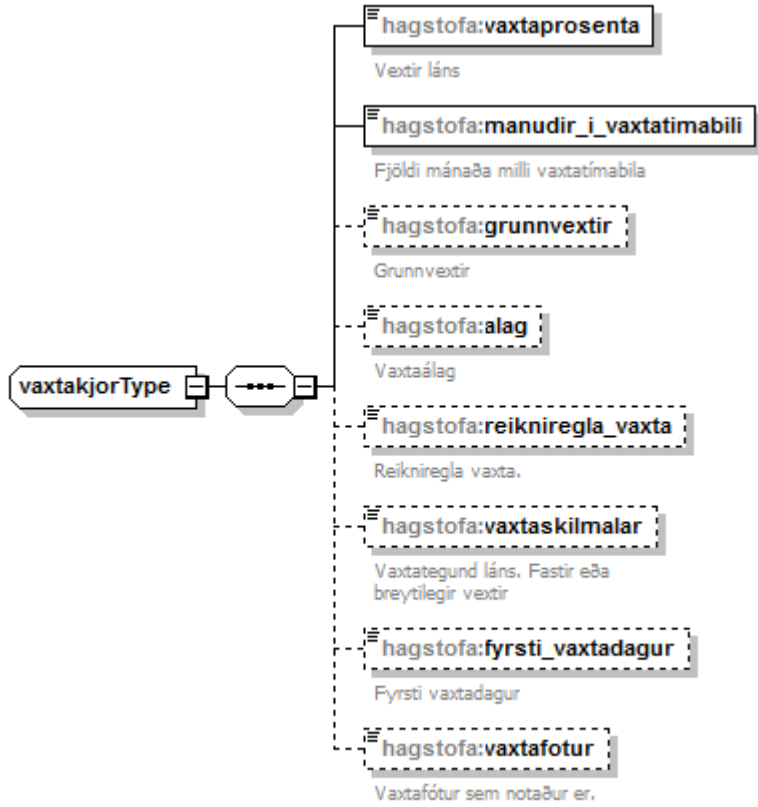 hagstofa:vaxtaprosenta
Vextir láns
hagstofa:manudir_i_vaxtatimabili
Fjöldi mánaða milli vaxtatímabila
hagstofa:grunnvextir
Grunnvextir
hagstofa:alag
Vaxtaálag
vaxtakjorType
hagstofa:reikniregla_vaxta
Reikniregla vaxta.
hagstofa:vaxtaskilmalar
Vaxtategund láns. Fastir eða
breytilegir vextir
hagstofa:fyrsti_vaxtadagur
Fyrsti vaxtadagur
hagstofa:vaxtafotur
Vaxtafótur sem notaður er.